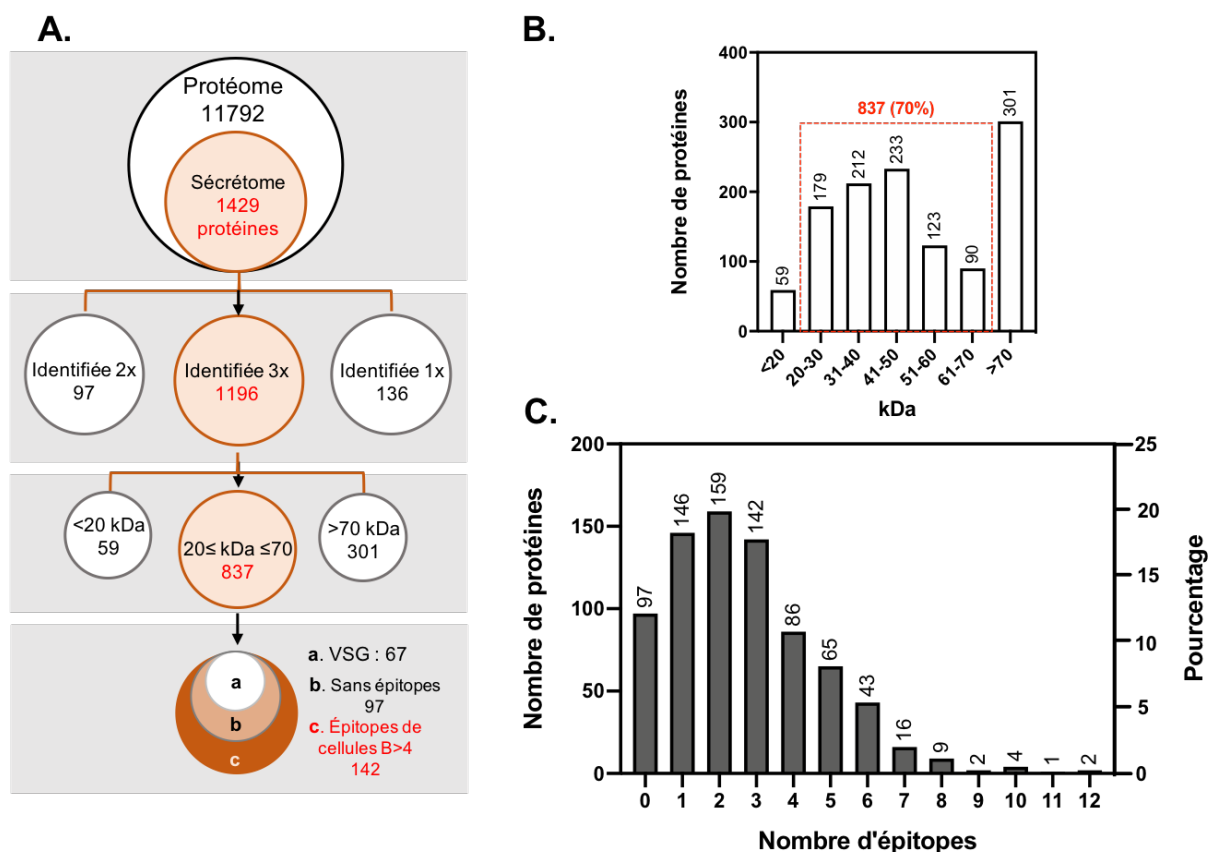 A.
Protéome
11792
Sécrétome
1429
protéines
Identifiée 2x
97
Identifiée 3x
1196
Identifiée 1x
136
<20 kDa
59
20≤ kDa ≤70
837
>70 kDa
301
a
b
c
a. VSG : 67
b. Sans épitopes
97
c. Épitopes de
cellules B>4
142
B.
Nombre de protéines
400
300
200
100
0
837 (70%)
59
179
212
233
123
90
301
<20
20-30
31-40
41-50
51-60
61-70
>70
kDa
C.
Nombre de protéines
200
150
100
50
0
97
146
159
142
86
65
43
16
9
2
4
1
2
25
20
15
10
5
0
Pourcentage
0 1 2 3 4 5 6 7 8 9 10 11 12
Nombre d'épitopes